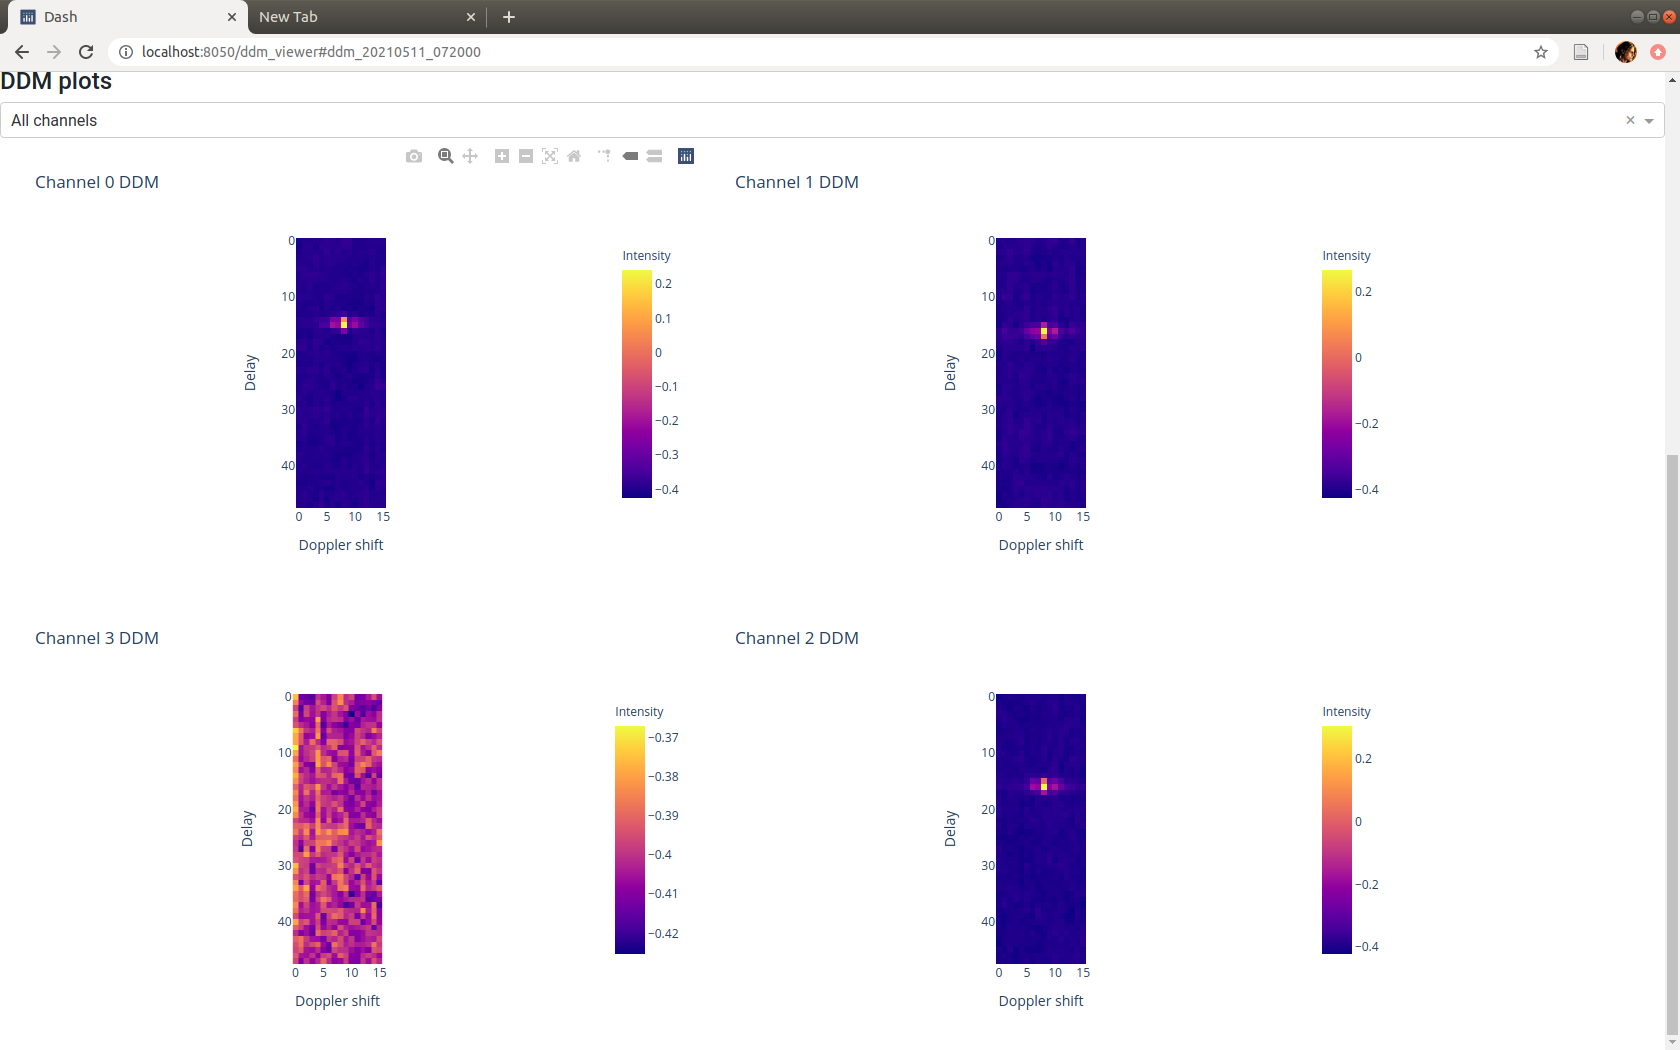 Dash
New Tab
localhost:8050/ddm_viewer#ddm_20210511_072000
DDM plots
All channels
Channel 0 DDM
0
10
20
30
40
Delay
0 5 10 15
Doppler shift
Intensity
0.2
0.1
0
−0.1
−0.2
−0.3
−0.4
Channel 1 DDM
0
10
20
30
40
Delay
0 5 10 15
Doppler shift
Intensity
0.2
0
−0.2
−0.4
Channel 3 DDM
0
10
20
30
40
Delay
0 5 10 15
Doppler shift
Intensity
−0.37
−0.38
−0.39
−0.4
−0.41
−0.42
Channel 2 DDM
0
10
20
30
40
Delay
0 5 10 15
Doppler shift
Intensity
0.2
0
−0.2
−0.4